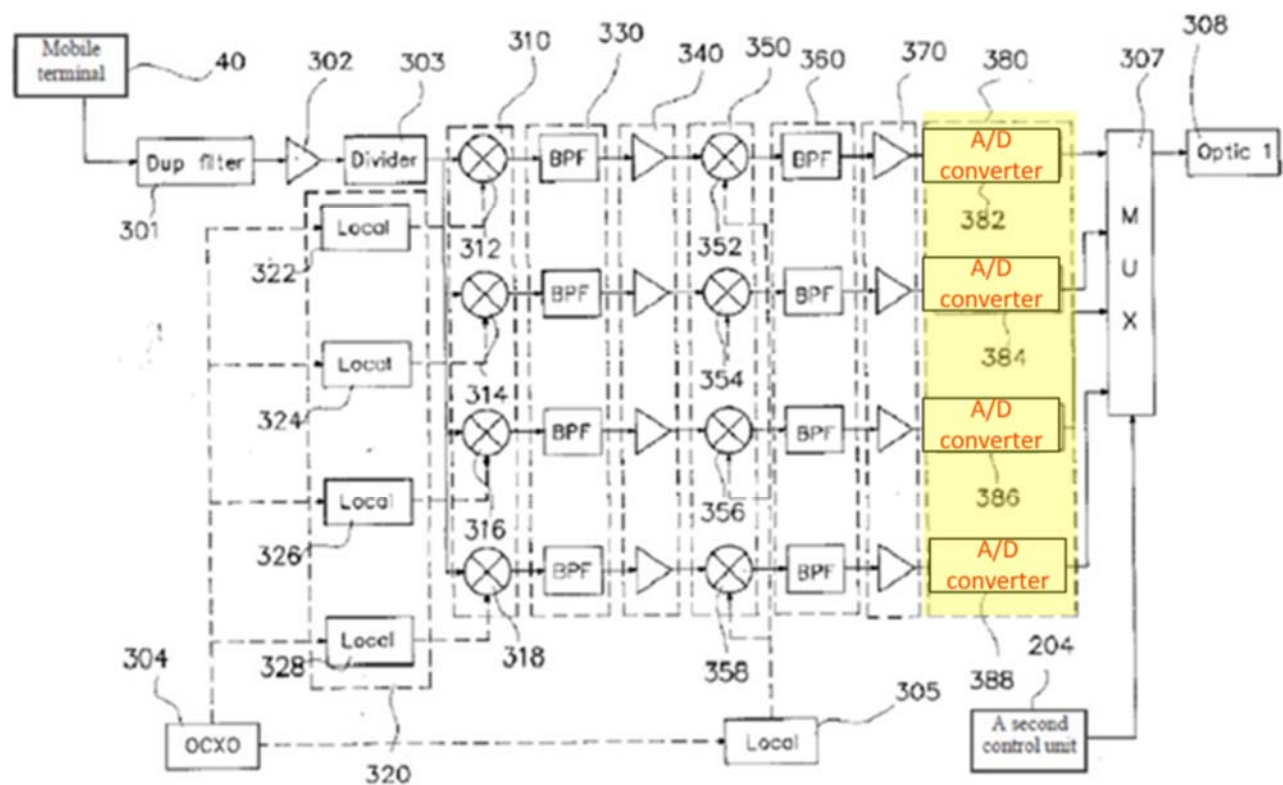 Mobile
terminal
40
302
303
310
330
340
350
360
370
380
307
308
Dup filter
301
Divider
BPF
BPF
A/D
converter
382
Optic 1
Local
322
312
352
M
U
X
BPF
BPF
A/D
converter
384
Local
324
314
354
BPF
BPF
A/D
converter
386
Local
326
316
356
BPF
BPF
A/D
converter
388
Local
328
318
358
304
320
305
204
OCXO
Local
A second
control unit